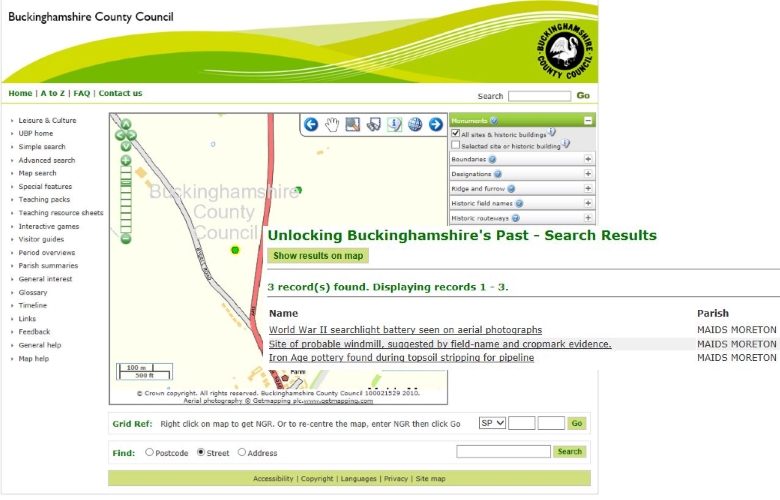 Buckinghamshire County Council
BUCKINGHAMSHIRE COUNTY COUNCIL
Home | A to Z | FAQ | Contact us
Search
Go
Leisure & Culture
UBP home
Simple search
Advanced search
Map search
Special features
Teaching packs
Teaching resource sheets
Interactive games
Visitor guides
Period overviews
Parish summaries
General interest
Glossary
Timeline
Links
Feedback
General help
Map help
Monuments
All sites & historic buildings
Selected site or historic building
Boundaries
Designations
Ridge and furrow
Historic field names
Historic routeways
Buckinghamshire
County
Council
Unlocking Buckinghamshire's Past - Search Results
Show results on map
3 record(s) found. Displaying records 1 - 3.
Name Parish
World War II searchlight battery seen on aerial photographs MAIDS MORETON
Site of probable windmill, suggested by field-name and cropmark evidence. MAIDS MORETON
Iron Age pottery found during topsoil stripping for pipeline MAIDS MORETON
100 m
500 ft
Farm
© Crown copyright. All rights reserved. Buckinghamshire County Council 100021529 2010.
Aerial photography © Getmapping plc.www.getmapping.com
Grid Ref: Right click on map to get NGR. Or to re-centre the map, enter NGR then click Go SP Go
Find: Postcode Street Address Search
Accessibility | Copyright | Languages | Privacy | Site map